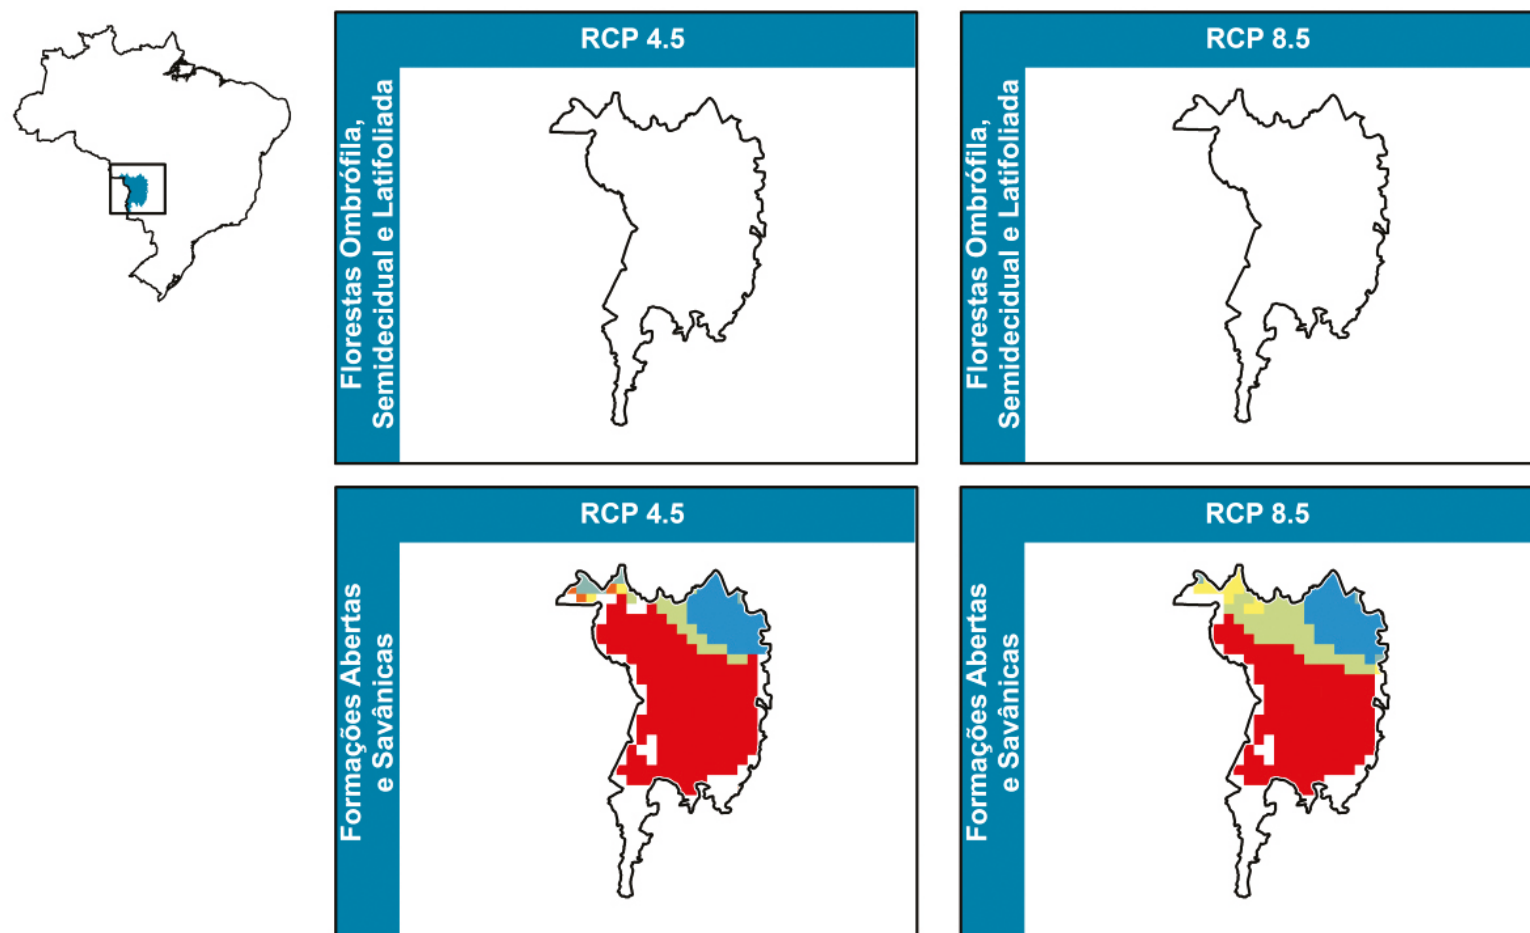 RCP 4.5
Florestas Ombrófila,
Semidecidual e Latifoliada
RCP 8.5
Florestas Ombrófila,
Semidecidual e Latifoliada
RCP 4.5
Formações Abertas
e Savânicas
RCP 8.5
Formações Abertas
e Savânicas